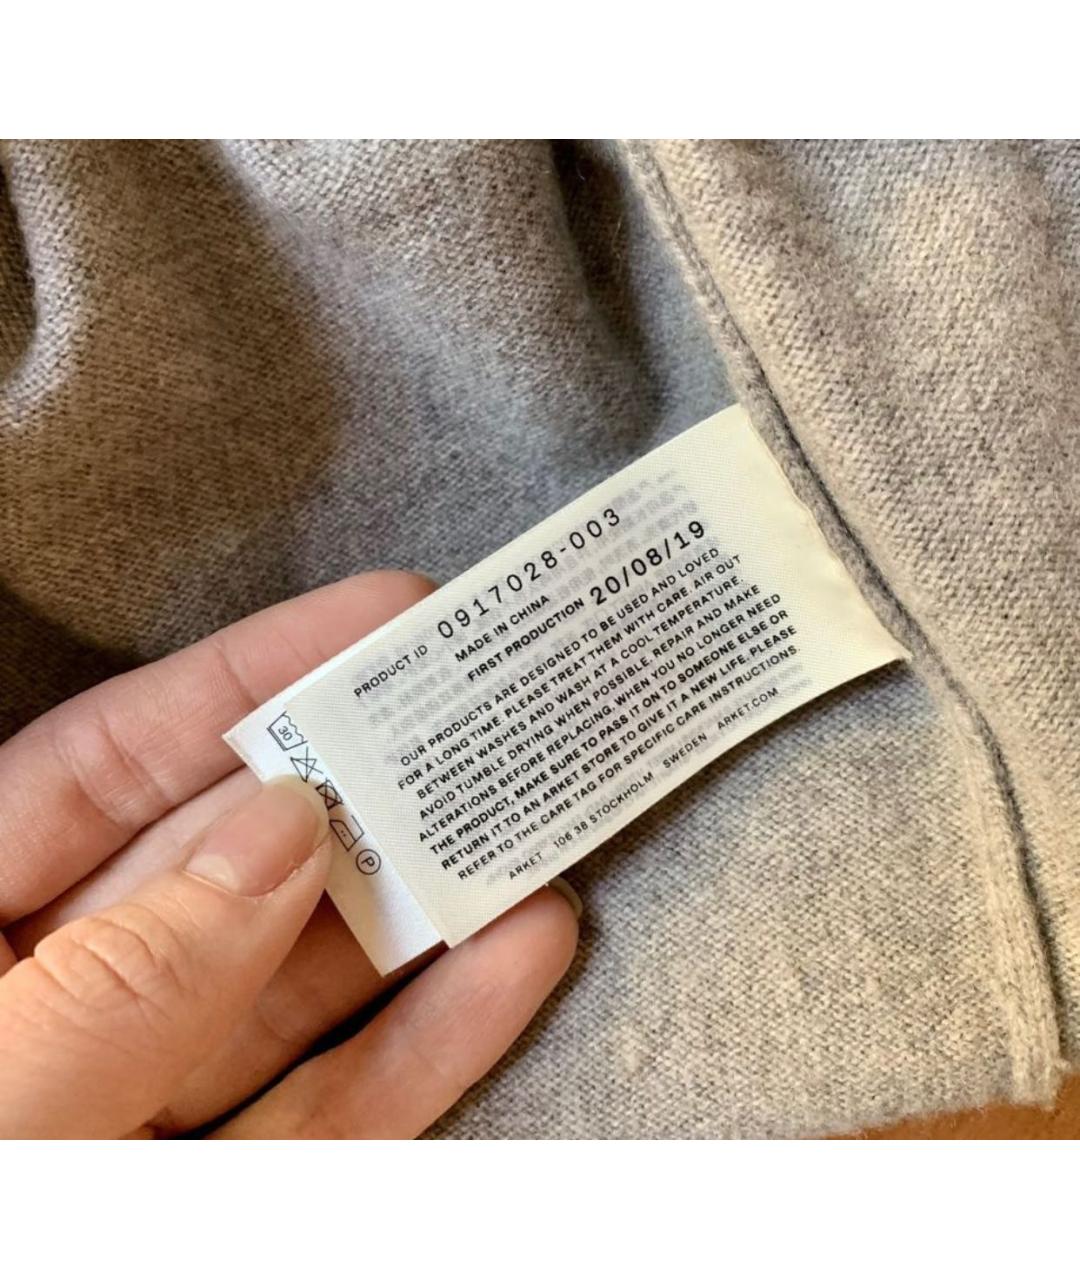 PRODUCT ID 0917028-003
MADE IN CHINA
FIRST PRODUCTION 20/08/19
OUR PRODUCTS ARE DESIGNED TO BE USED AND LOVED
FOR A LONG TIME. PLEASE TREAT THEM WITH CARE. AIR OUT
BETWEEN WASHES AND WASH AT A COOL TEMPERATURE.
AVOID TUMBLE DRYING WHEN POSSIBLE. REPAIR AND MAKE
ALTERATIONS BEFORE REPLACING. WHEN YOU NO LONGER NEED
THE PRODUCT, MAKE SURE TO PASS IT ON TO SOMEONE ELSE OR
RETURN IT TO AN ARKET STORE TO GIVE IT A NEW LIFE. PLEASE
REFER TO THE CARE TAG FOR SPECIFIC CARE INSTRUCTIONS.
ARKET 106 38 STOCKHOLM SWEDEN ARKET.COM
30
P